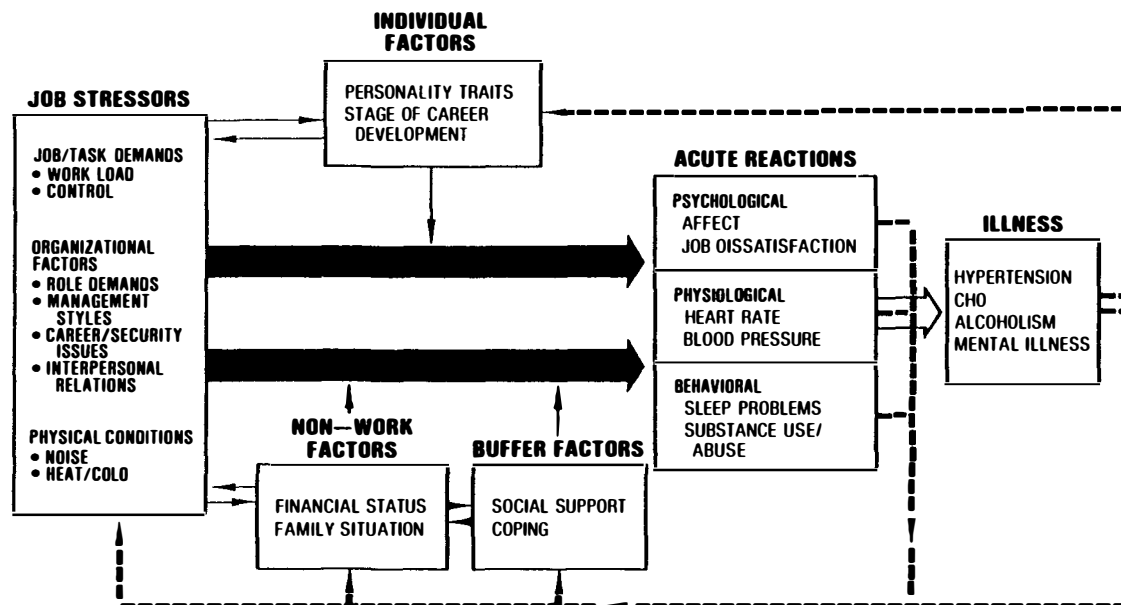 INDIVIDUAL
FACTORS
PERSONALITY TRAITS
STAGE OF CAREER
DEVELOPMENT
JOB STRESSORS
JOB/TASK DEMANDS
• WORK LOAD
• CONTROL
ORGANIZATIONAL
FACTORS
• ROLE DEMANDS
• MANAGEMENT
STYLES
• CAREER/SECURITY
ISSUES
• INTERPERSONAL
RELATIONS
PHYSICAL CONDITIONS
• NOISE
• HEAT/COLO
NON—WORK
FACTORS
FINANCIAL STATUS
FAMILY SITUATION
BUFFER FACTORS
SOCIAL SUPPORT
COPING
ACUTE REACTIONS
PSYCHOLOGICAL
AFFECT
JOB OISSATISFACTION
PHYSIOLOGICAL
HEART RATE
BLOOD PRESSURE
BEHAVIORAL
SLEEP PROBLEMS
SUBSTANCE USE/
ABUSE
ILLNESS
HYPERTENSION
CHO
ALCOHOLISM
MENTAL ILLNESS